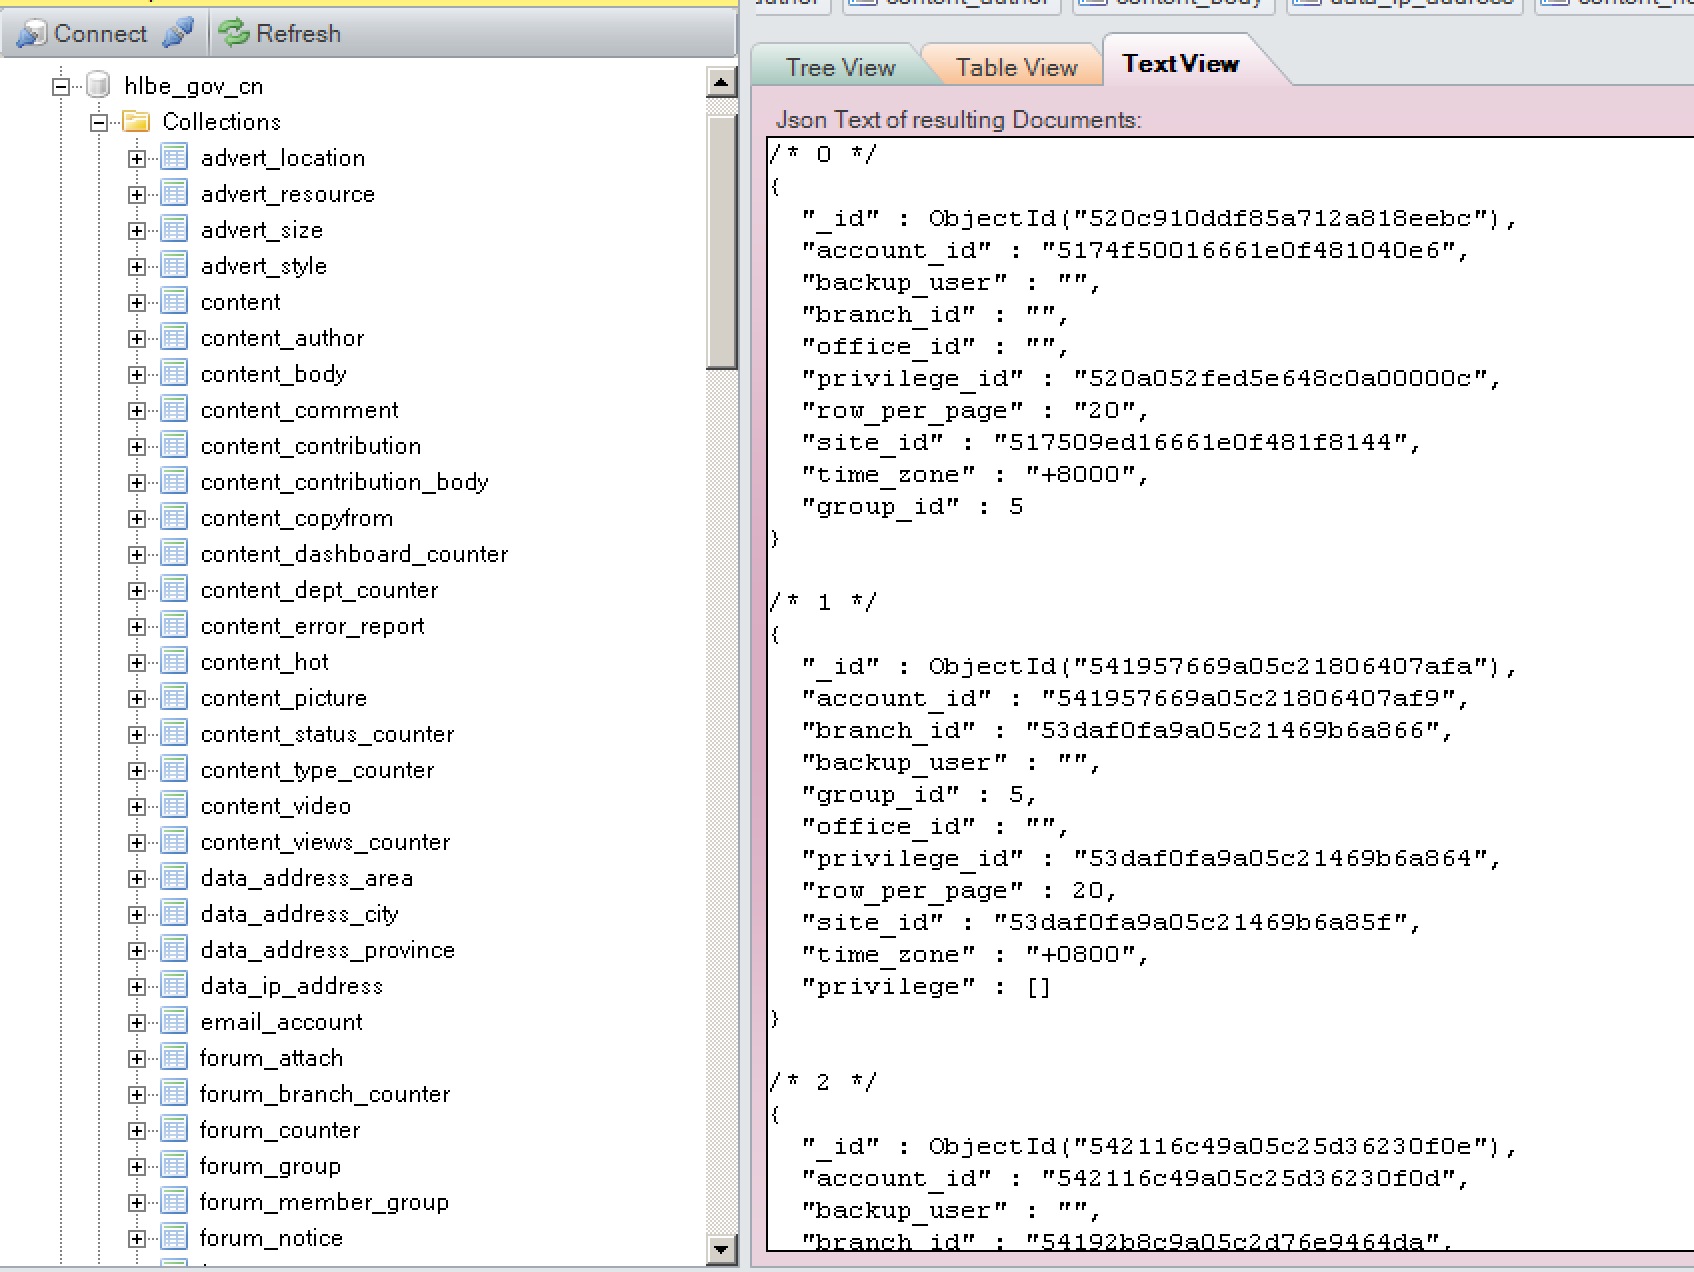 Connect
Refresh
hlbe_gov_cn
Collections
advert_location
advert_resource
advert_size
advert_style
content
content_author
content_body
content_comment
content_contribution
content_contribution_body
content_copyfrom
content_dashboard_counter
content_dept_counter
content_error_report
content_hot
content_picture
content_status_counter
content_type_counter
content_video
content_views_counter
data_address_area
data_address_city
data_address_province
data_ip_address
email_account
forum_attach
forum_branch_counter
forum_counter
forum_group
forum_member_group
forum_notice
content_author
content_body
data_ip_address
Tree View
Table View
Text View
Json Text of resulting Documents:
/* 0 */
{
"_id" : ObjectId("520c910ddf85a712a818eebc"),
"account_id" : "5174f50016661e0f481040e6",
"backup_user" : "",
"branch_id" : "",
"office_id" : "",
"privilege_id" : "520a052fed5e648c0a00000c",
"row_per_page" : "20",
"site_id" : "517509ed16661e0f481f8144",
"time_zone" : "+8000",
"group_id" : 5
}
/* 1 */
{
"_id" : ObjectId("541957669a05c21806407afa"),
"account_id" : "541957669a05c21806407af9",
"branch_id" : "53daf0fa9a05c21469b6a866",
"backup_user" : "",
"group_id" : 5,
"office_id" : "",
"privilege_id" : "53daf0fa9a05c21469b6a864",
"row_per_page" : 20,
"site_id" : "53daf0fa9a05c21469b6a85f",
"time_zone" : "+0800",
"privilege" : []
}
/* 2 */
{
"_id" : ObjectId("542116c49a05c25d36230f0e"),
"account_id" : "542116c49a05c25d36230f0d",
"backup_user" : "",
"branch_id" : "54192b8c9a05c2d76e9464da",